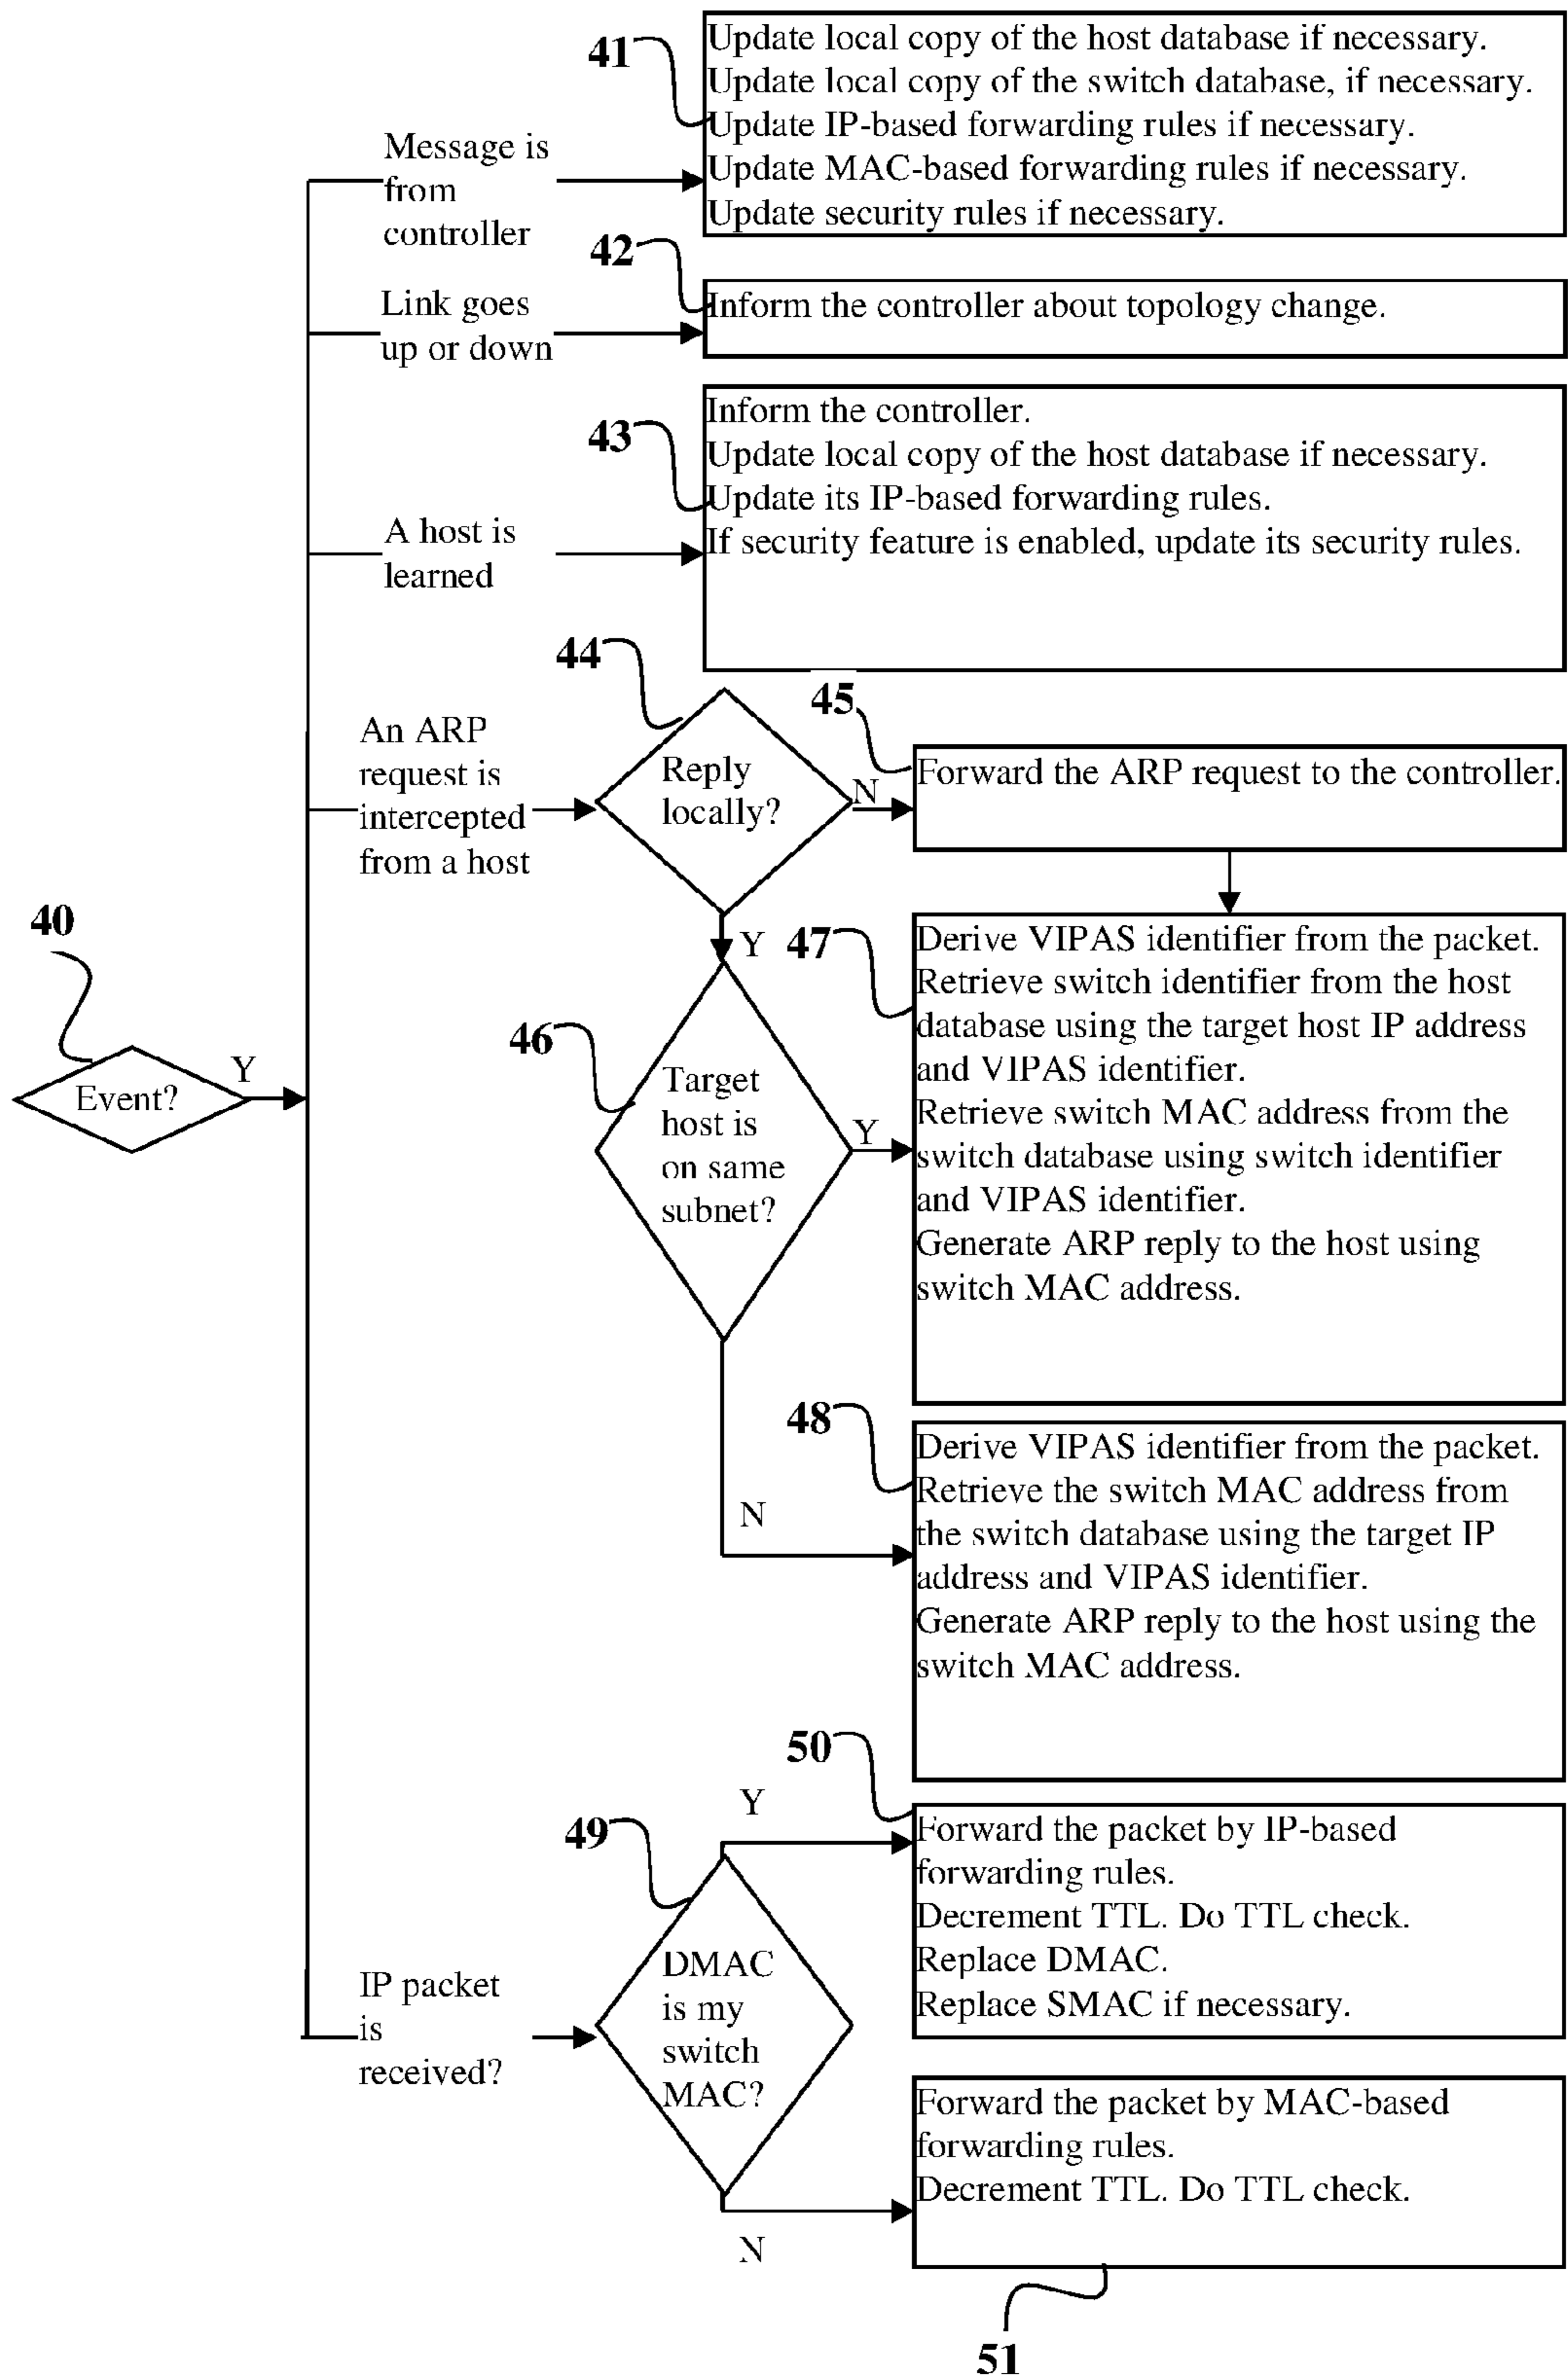 41
Update local copy of the host database if necessary.
Update local copy of the switch database, if necessary.
Update IP-based forwarding rules if necessary.
Update MAC-based forwarding rules if necessary.
Update security rules if necessary.
Message is
from
controller
42
Inform the controller about topology change.
Link goes
up or down
43
Inform the controller.
Update local copy of the host database if necessary.
Update its IP-based forwarding rules.
If security feature is enabled, update its security rules.
A host is
learned
44
An ARP
request is
intercepted
from a host
Reply
locally?
N
45
Forward the ARP request to the controller.
40
Event?
Y
Y
46
Target
host is
on same
subnet?
Y
47
Derive VIPAS identifier from the packet.
Retrieve switch identifier from the host
database using the target host IP address
and VIPAS identifier.
Retrieve switch MAC address from the
switch database using switch identifier
and VIPAS identifier.
Generate ARP reply to the host using
switch MAC address.
N
48
Derive VIPAS identifier from the packet.
Retrieve the switch MAC address from
the switch database using the target IP
address and VIPAS identifier.
Generate ARP reply to the host using the
switch MAC address.
IP packet
is
received?
49
DMAC
is my
switch
MAC?
Y
50
Forward the packet by IP-based
forwarding rules.
Decrement TTL. Do TTL check.
Replace DMAC.
Replace SMAC if necessary.
N
Forward the packet by MAC-based
forwarding rules.
Decrement TTL. Do TTL check.
51